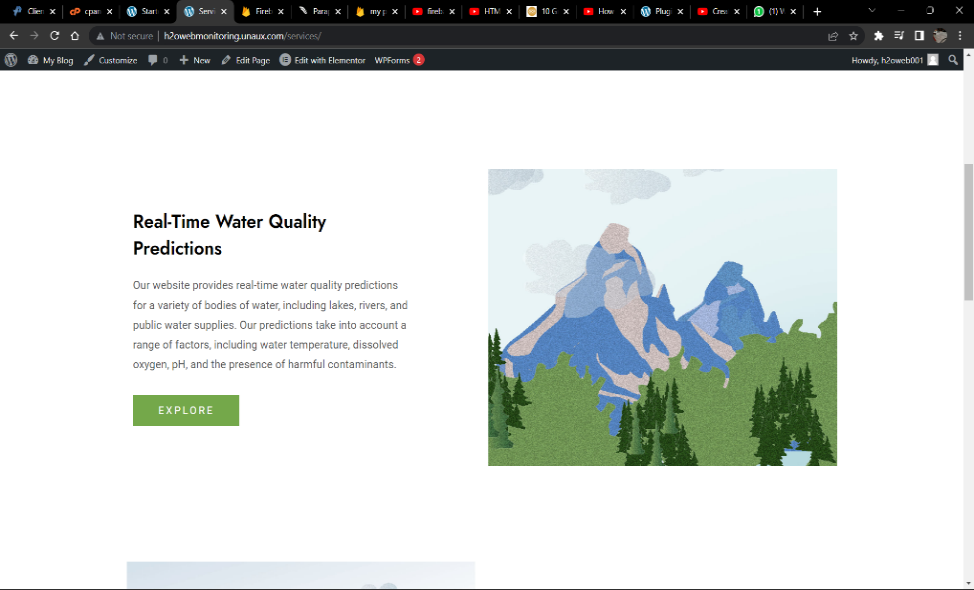 Clien
cpan
Start
Servi
Fireb
Para
my p
fireb
HTM
10 G
How
Plug
Crea
(1) W
Not secure
h2owebmonitoring.unaux.com/services/
My Blog
Customize
0
New
Edit Page
Edit with Elementor
WPForms 2
Howdy, h2oweb001
Real-Time Water Quality
Predictions
Our website provides real-time water quality predictions
for a variety of bodies of water, including lakes, rivers, and
public water supplies. Our predictions take into account a
range of factors, including water temperature, dissolved
oxygen, pH, and the presence of harmful contaminants.
EXPLORE